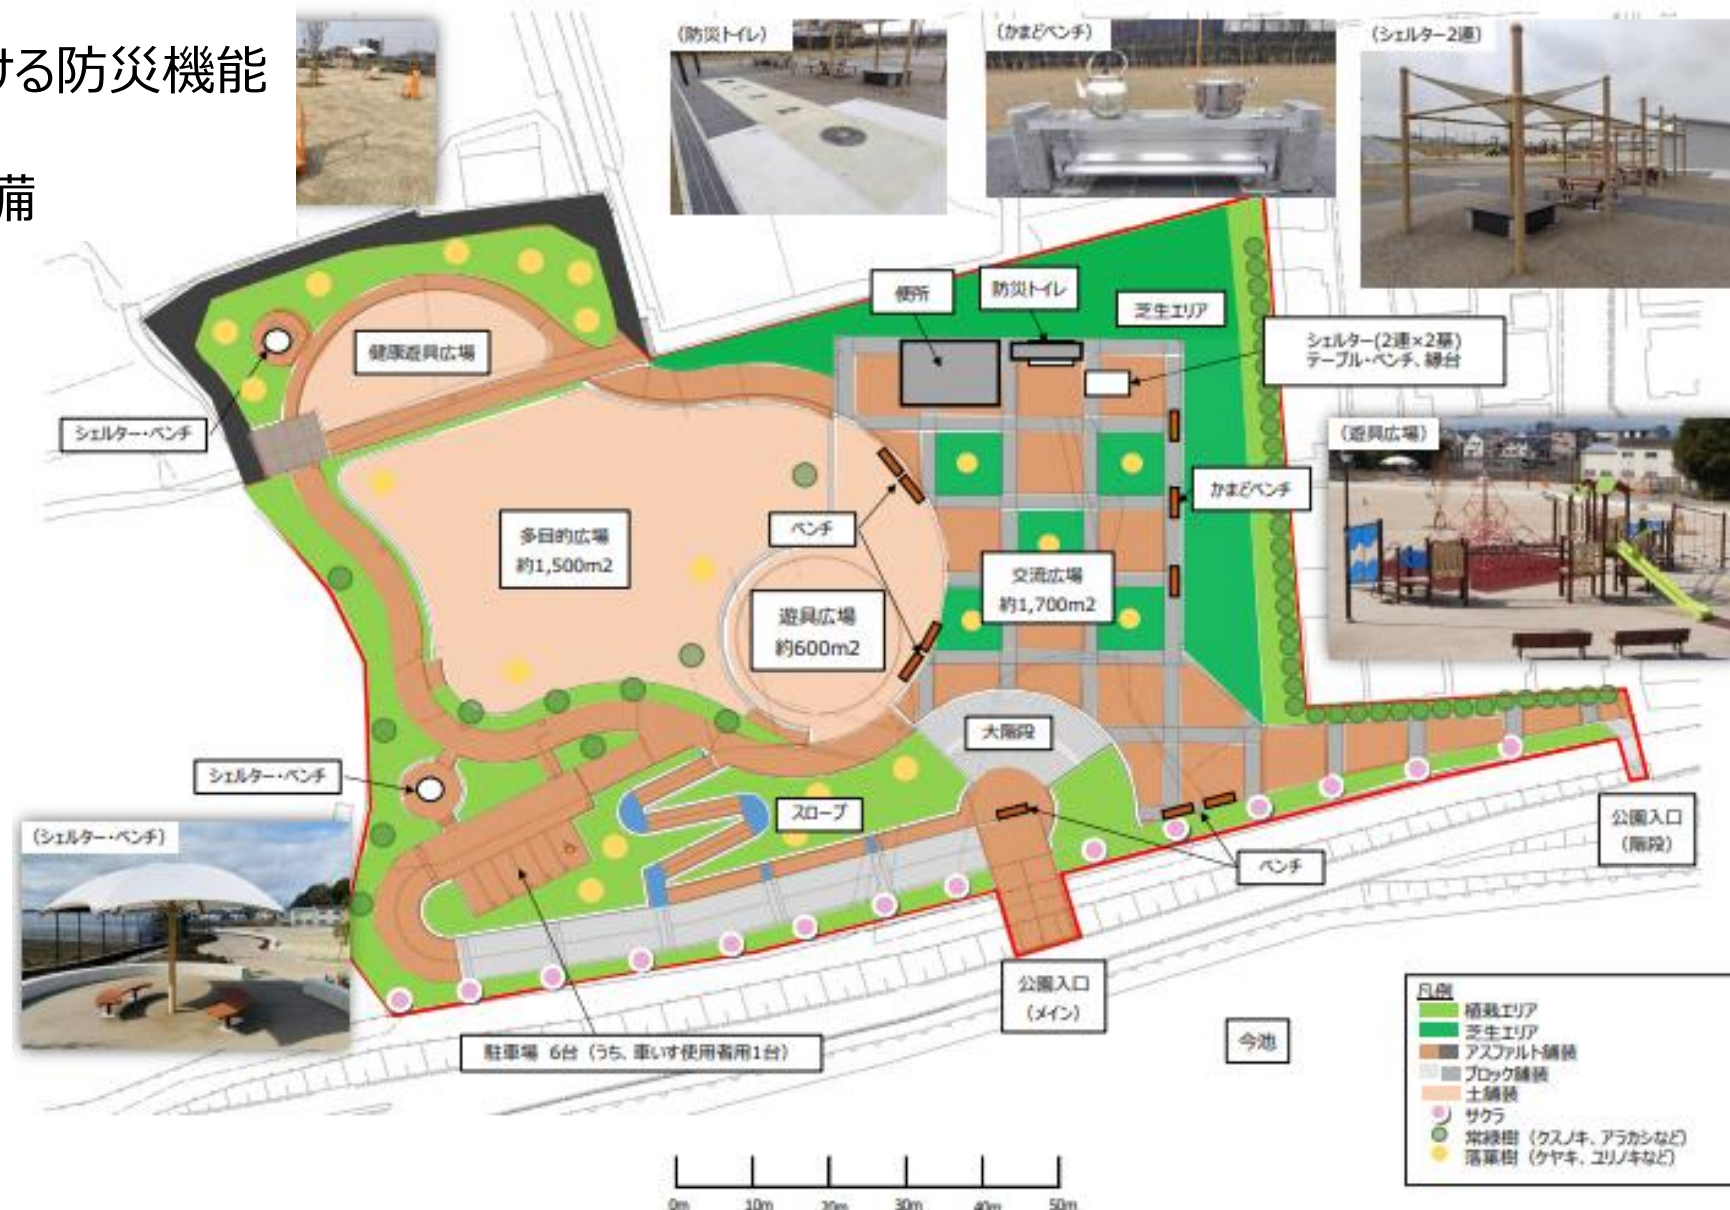 ける防災機能
備
(防災トイレ)
(かまどベンチ)
(シェルター2連)
便所
防災トイレ
芝生エリア
シェルター(2連×2基)
テーブル・ベンチ、縁台
健康遊具広場
シェルター・ベンチ
(遊具広場)
かまどベンチ
ベンチ
多目的広場
約1,500m2
交流広場
約1,700m2
遊具広場
約600m2
大階段
シェルター・ベンチ
スロープ
(シェルター・ベンチ)
公園入口
(階段)
ベンチ
公園入口
(メイン)
今池
駐車場 6台 (うち、車いす使用者用1台)
凡例
植栽エリア
芝生エリア
アスファルト舗装
ブロック舗装
土舗装
サクラ
常緑樹 (クスノキ、アラカシなど)
落葉樹 (ケヤキ、ユリノキなど)
0m 10m 20m 30m 40m 50m